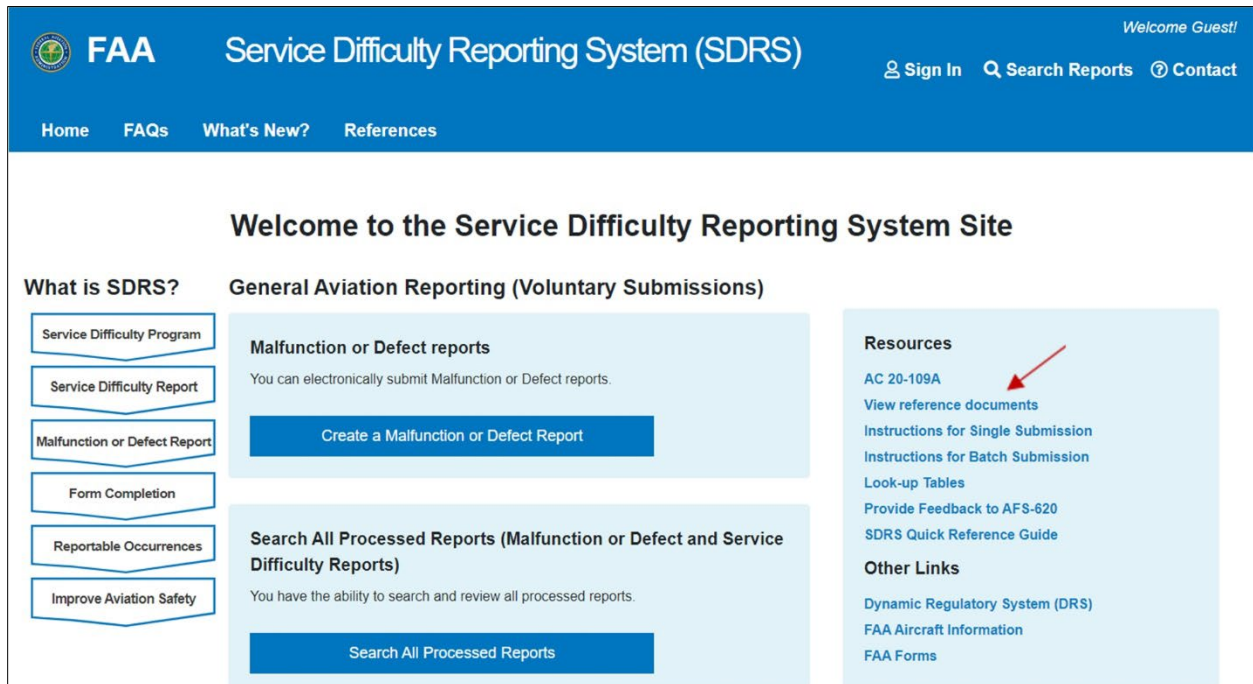 Welcome Guest!
FAA
Service Difficulty Reporting System (SDRS)
Sign In
Search Reports
Contact
Home
FAQs
What's New?
References
Welcome to the Service Difficulty Reporting System Site
What is SDRS?
Service Difficulty Program
Service Difficulty Report
Malfunction or Defect Report
Form Completion
Reportable Occurrences
Improve Aviation Safety
General Aviation Reporting (Voluntary Submissions)
Malfunction or Defect reports
You can electronically submit Malfunction or Defect reports.
Create a Malfunction or Defect Report
Search All Processed Reports (Malfunction or Defect and Service
Difficulty Reports)
You have the ability to search and review all processed reports.
Search All Processed Reports
Resources
AC 20-109A
View reference documents
Instructions for Single Submission
Instructions for Batch Submission
Look-up Tables
Provide Feedback to AFS-620
SDRS Quick Reference Guide
Other Links
Dynamic Regulatory System (DRS)
FAA Aircraft Information
FAA Forms